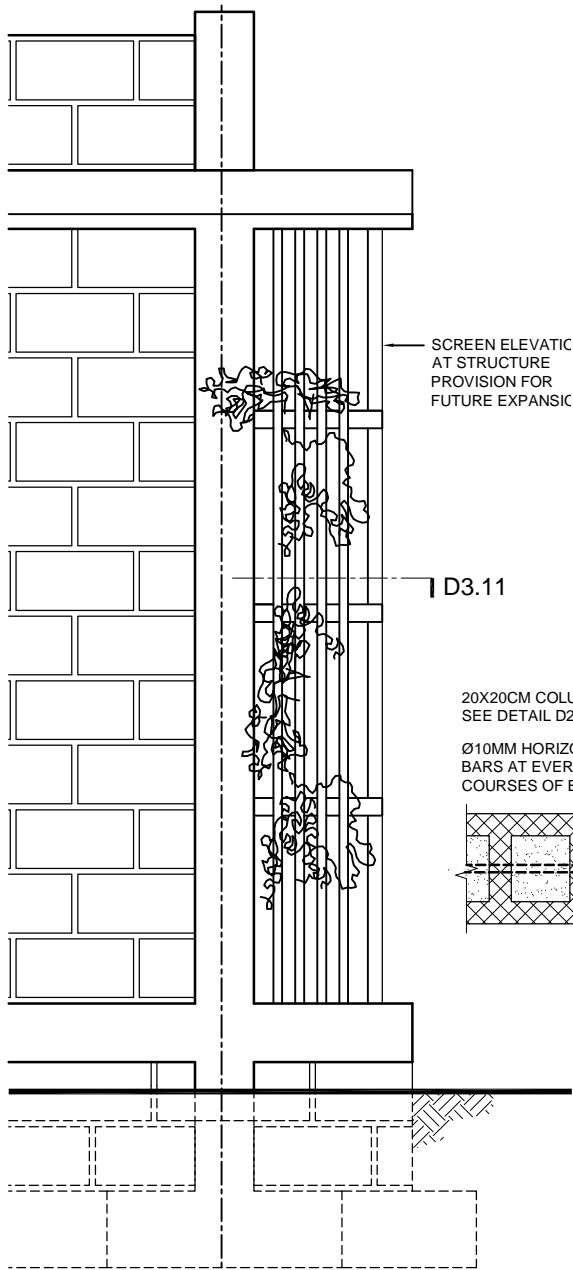 SCREEN ELEVATIO
AT STRUCTURE
PROVISION FOR
FUTURE EXPANSIO
D3.11
20X20CM COLU
SEE DETAIL D2
Ø10MM HORIZO
BARS AT EVER
COURSES OF B